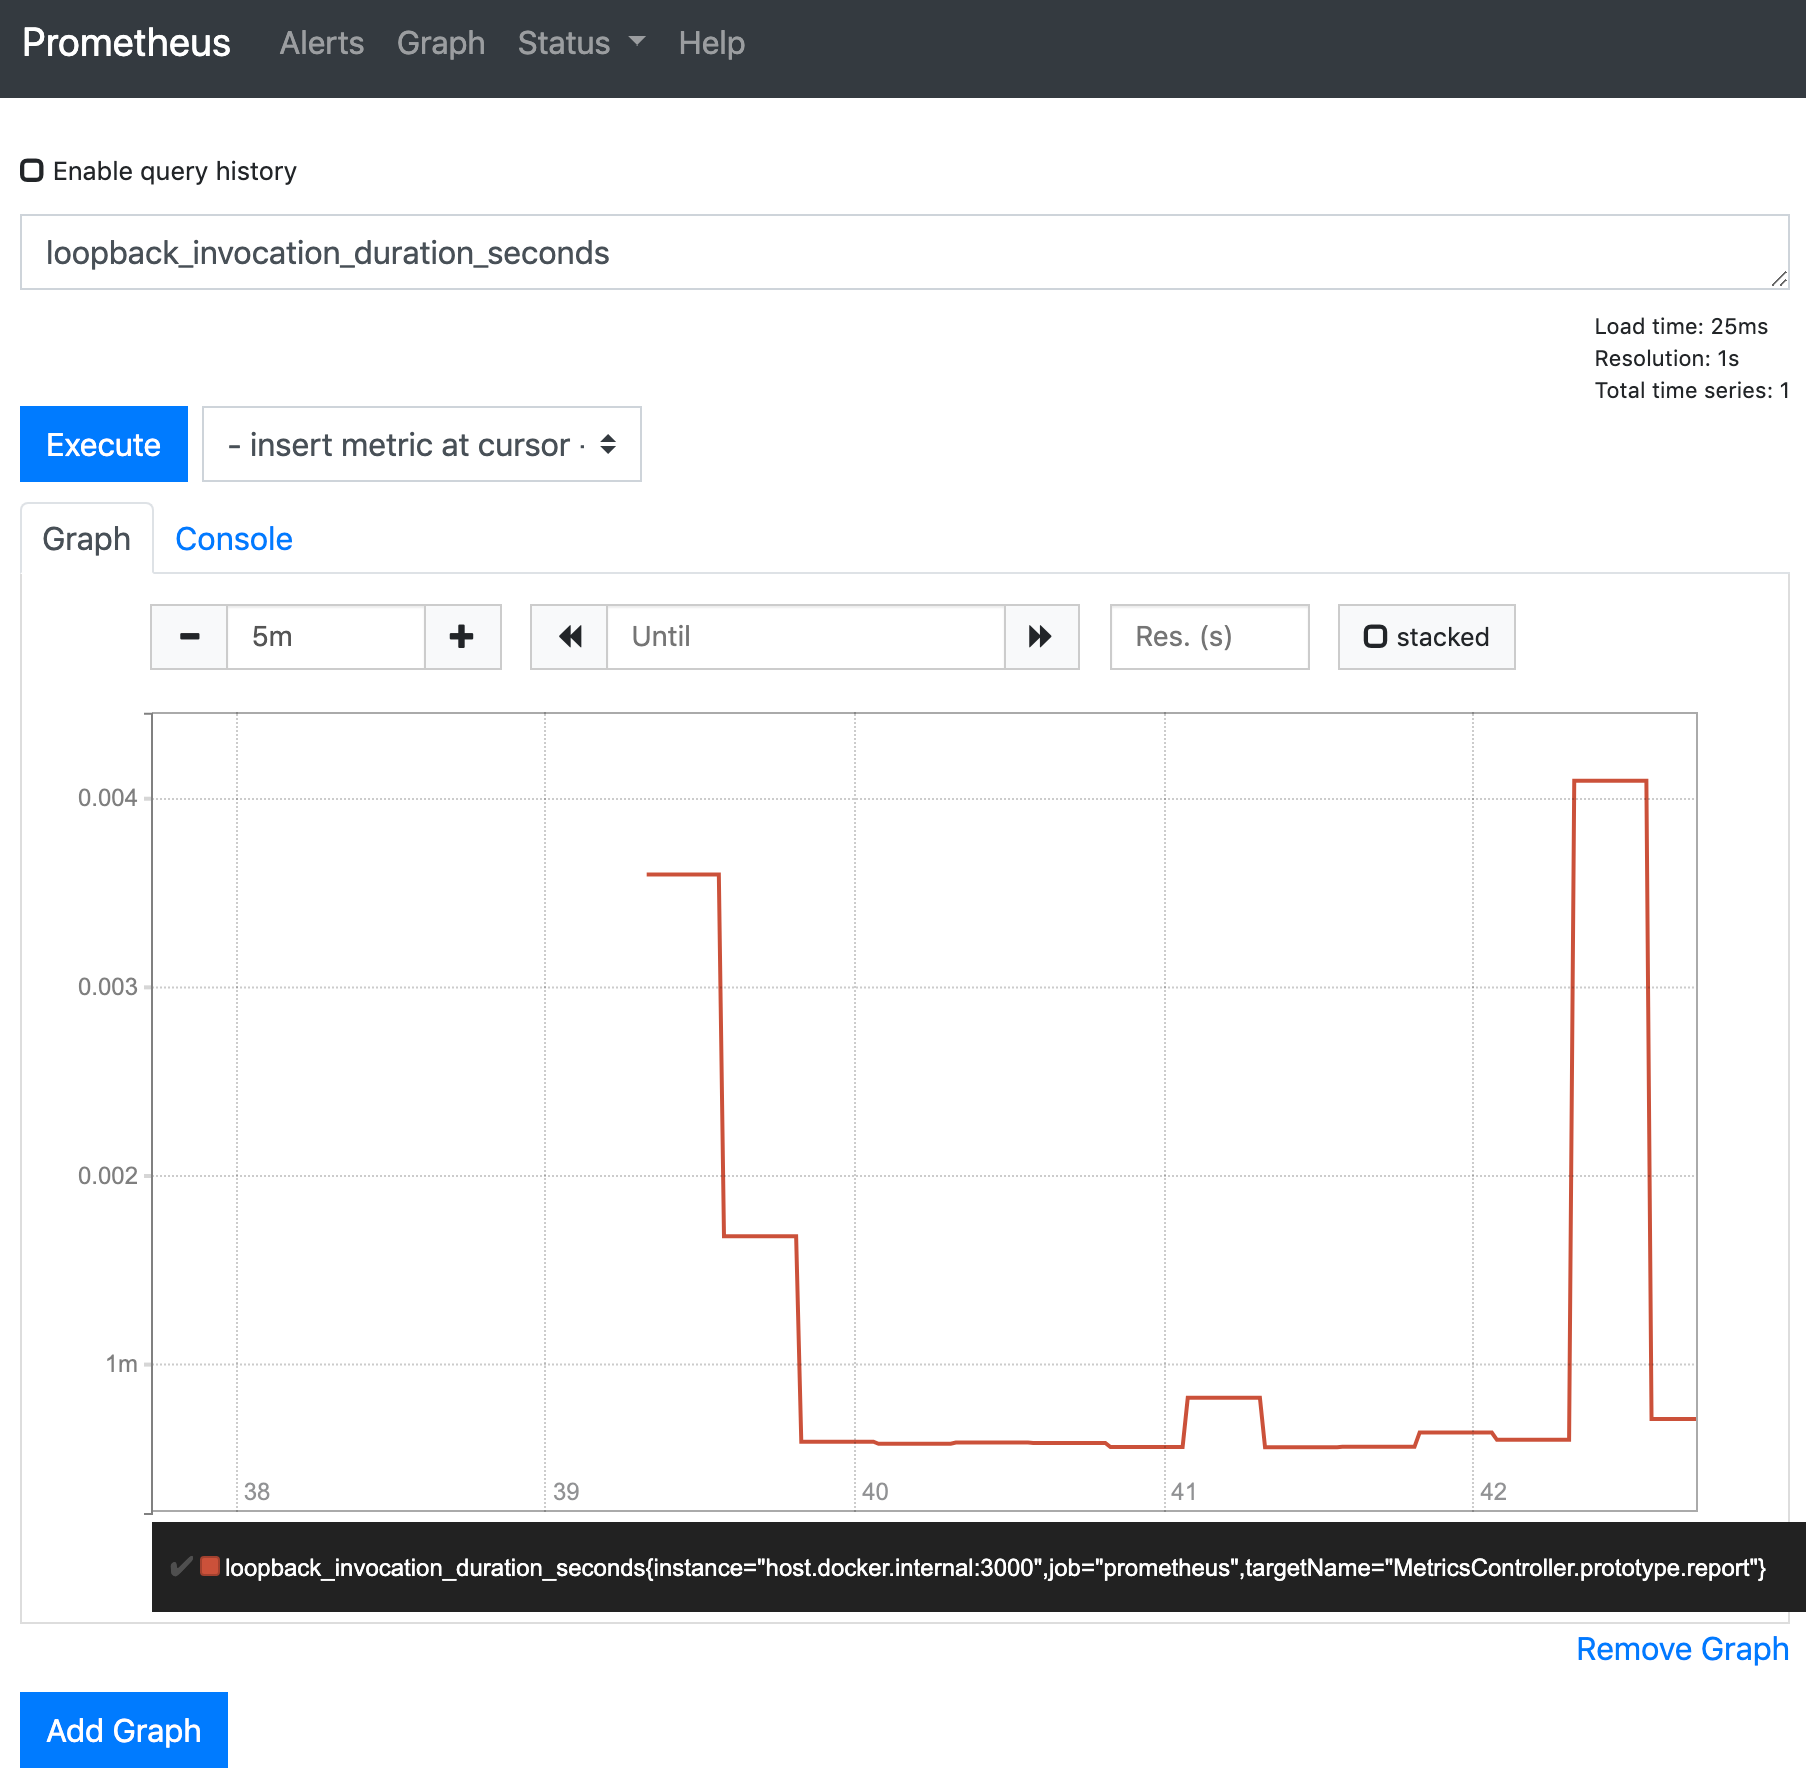 Prometheus Alerts Graph Status Help
Enable query history
loopback_invocation_duration_seconds
Load time: 25ms
Resolution: 1s
Total time series: 1
Execute - insert metric at cursor -
Graph Console
5m Until Res. (s) stacked
0.004
0.003
0.002
1m
38 39 40 41 42
loopback_invocation_duration_seconds{instance="host.docker.internal:3000",job="prometheus",targetName="MetricsController.prototype.report"}
Remove Graph
Add Graph